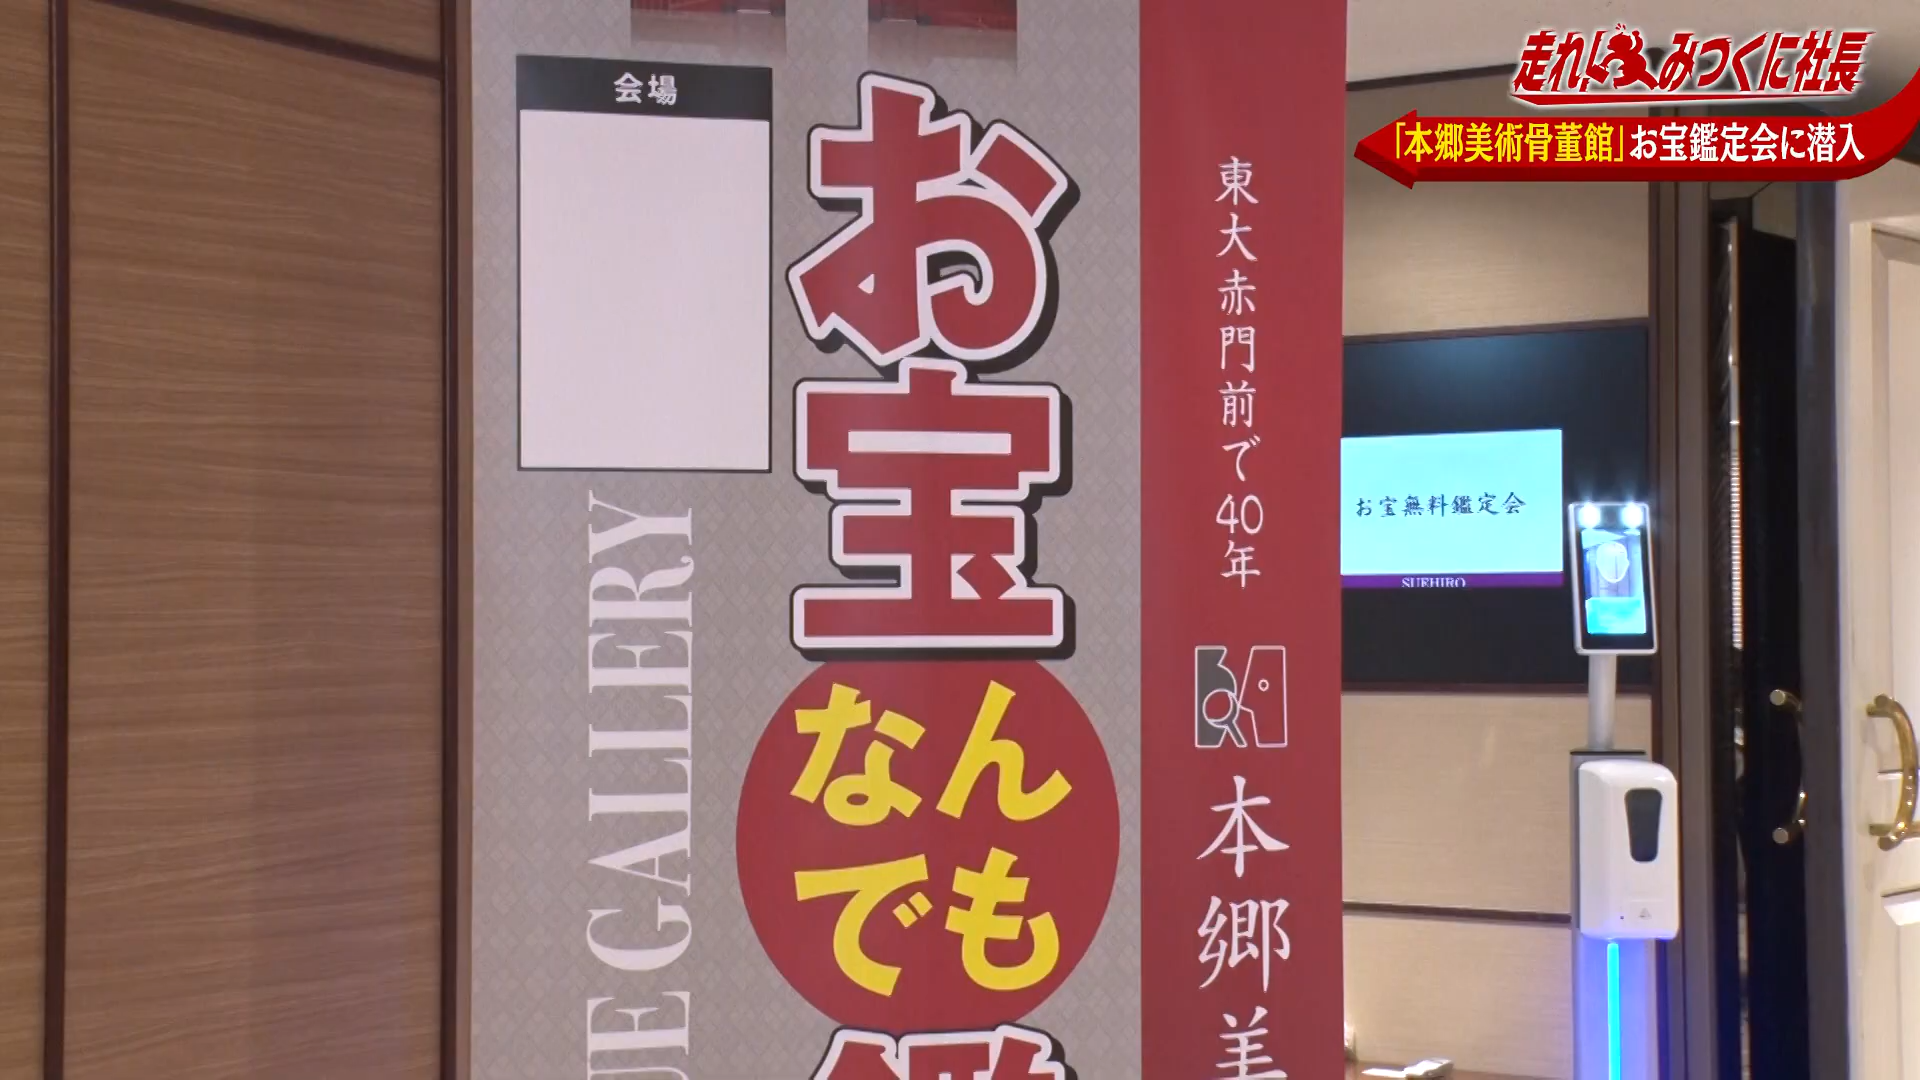 走れ!みつくに社長
「本郷美術骨董館」お宝鑑定会に潜入
会場
お宝
なんでも
GALLERY
東大赤門前で40年
本郷美
お宝無料鑑定会
SUEHIRO